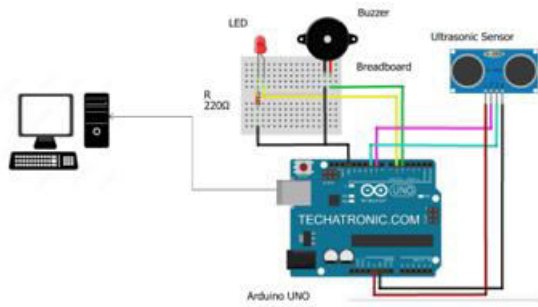 Buzzer
LED
Ultrasonic Sensor
Breadboard
R
220Ω
UNO
TECHATRONIC.COM
Arduino UNO